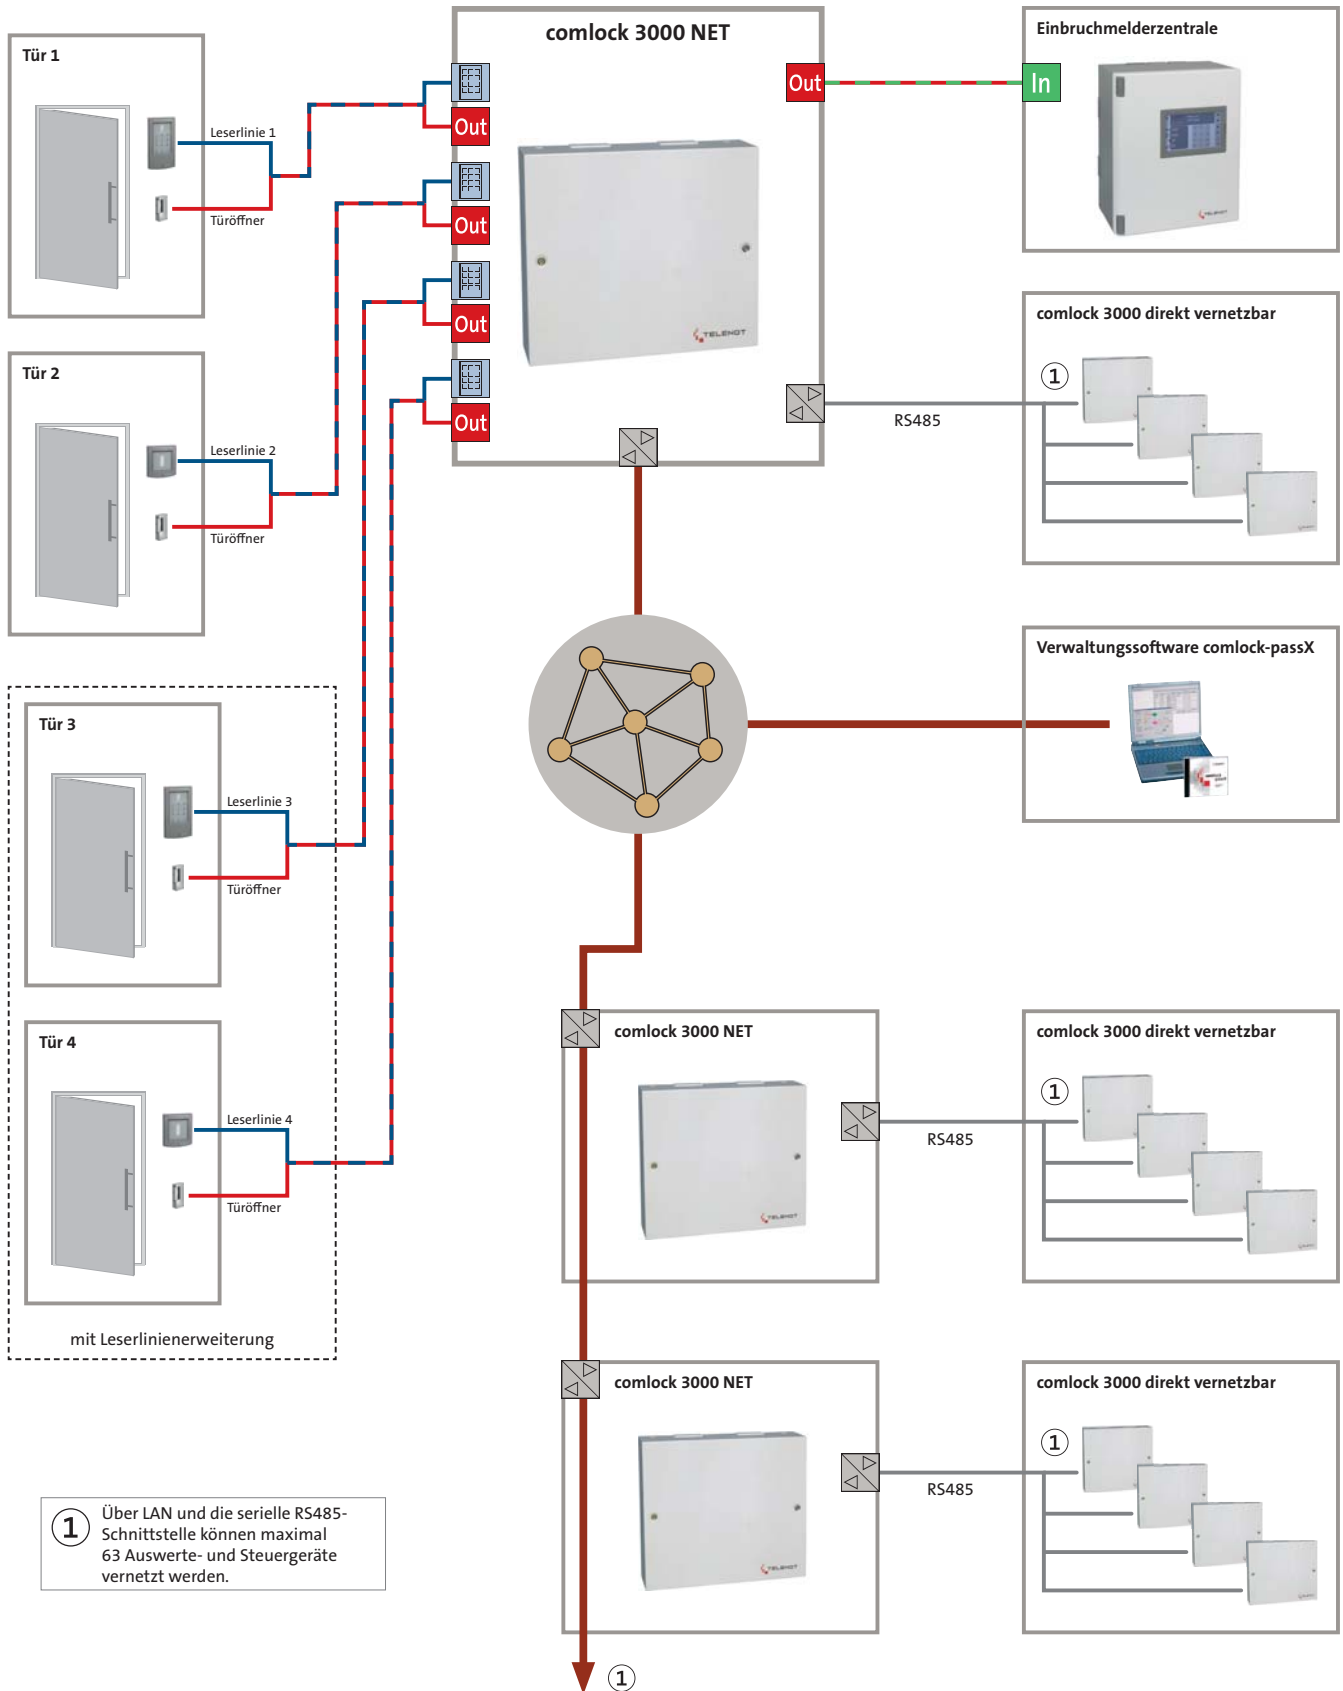 comlock 3000 NET
Einbruchmelderzentrale
Tür 1
Out
In
Leserlinie 1
Out
Türöffner
TELENOT
Out
TELENOT
Out
comlock 3000 direkt vernetzbar
Tür 2
1
Out
RS485
Leserlinie 2
Türöffner
Verwaltungssoftware comlock-passX
Tür 3
Leserlinie 3
Türöffner
Tür 4
comlock 3000 NET
comlock 3000 direkt vernetzbar
1
Leserlinie 4
RS485
Türöffner
TELENOT
mit Leserlinienerweiterung
comlock 3000 NET
comlock 3000 direkt vernetzbar
1
RS485
TELENOT
1 Über LAN und die serielle RS485-
Schnittstelle können maximal
63 Auswerte- und Steuergeräte
vernetzt werden.
1